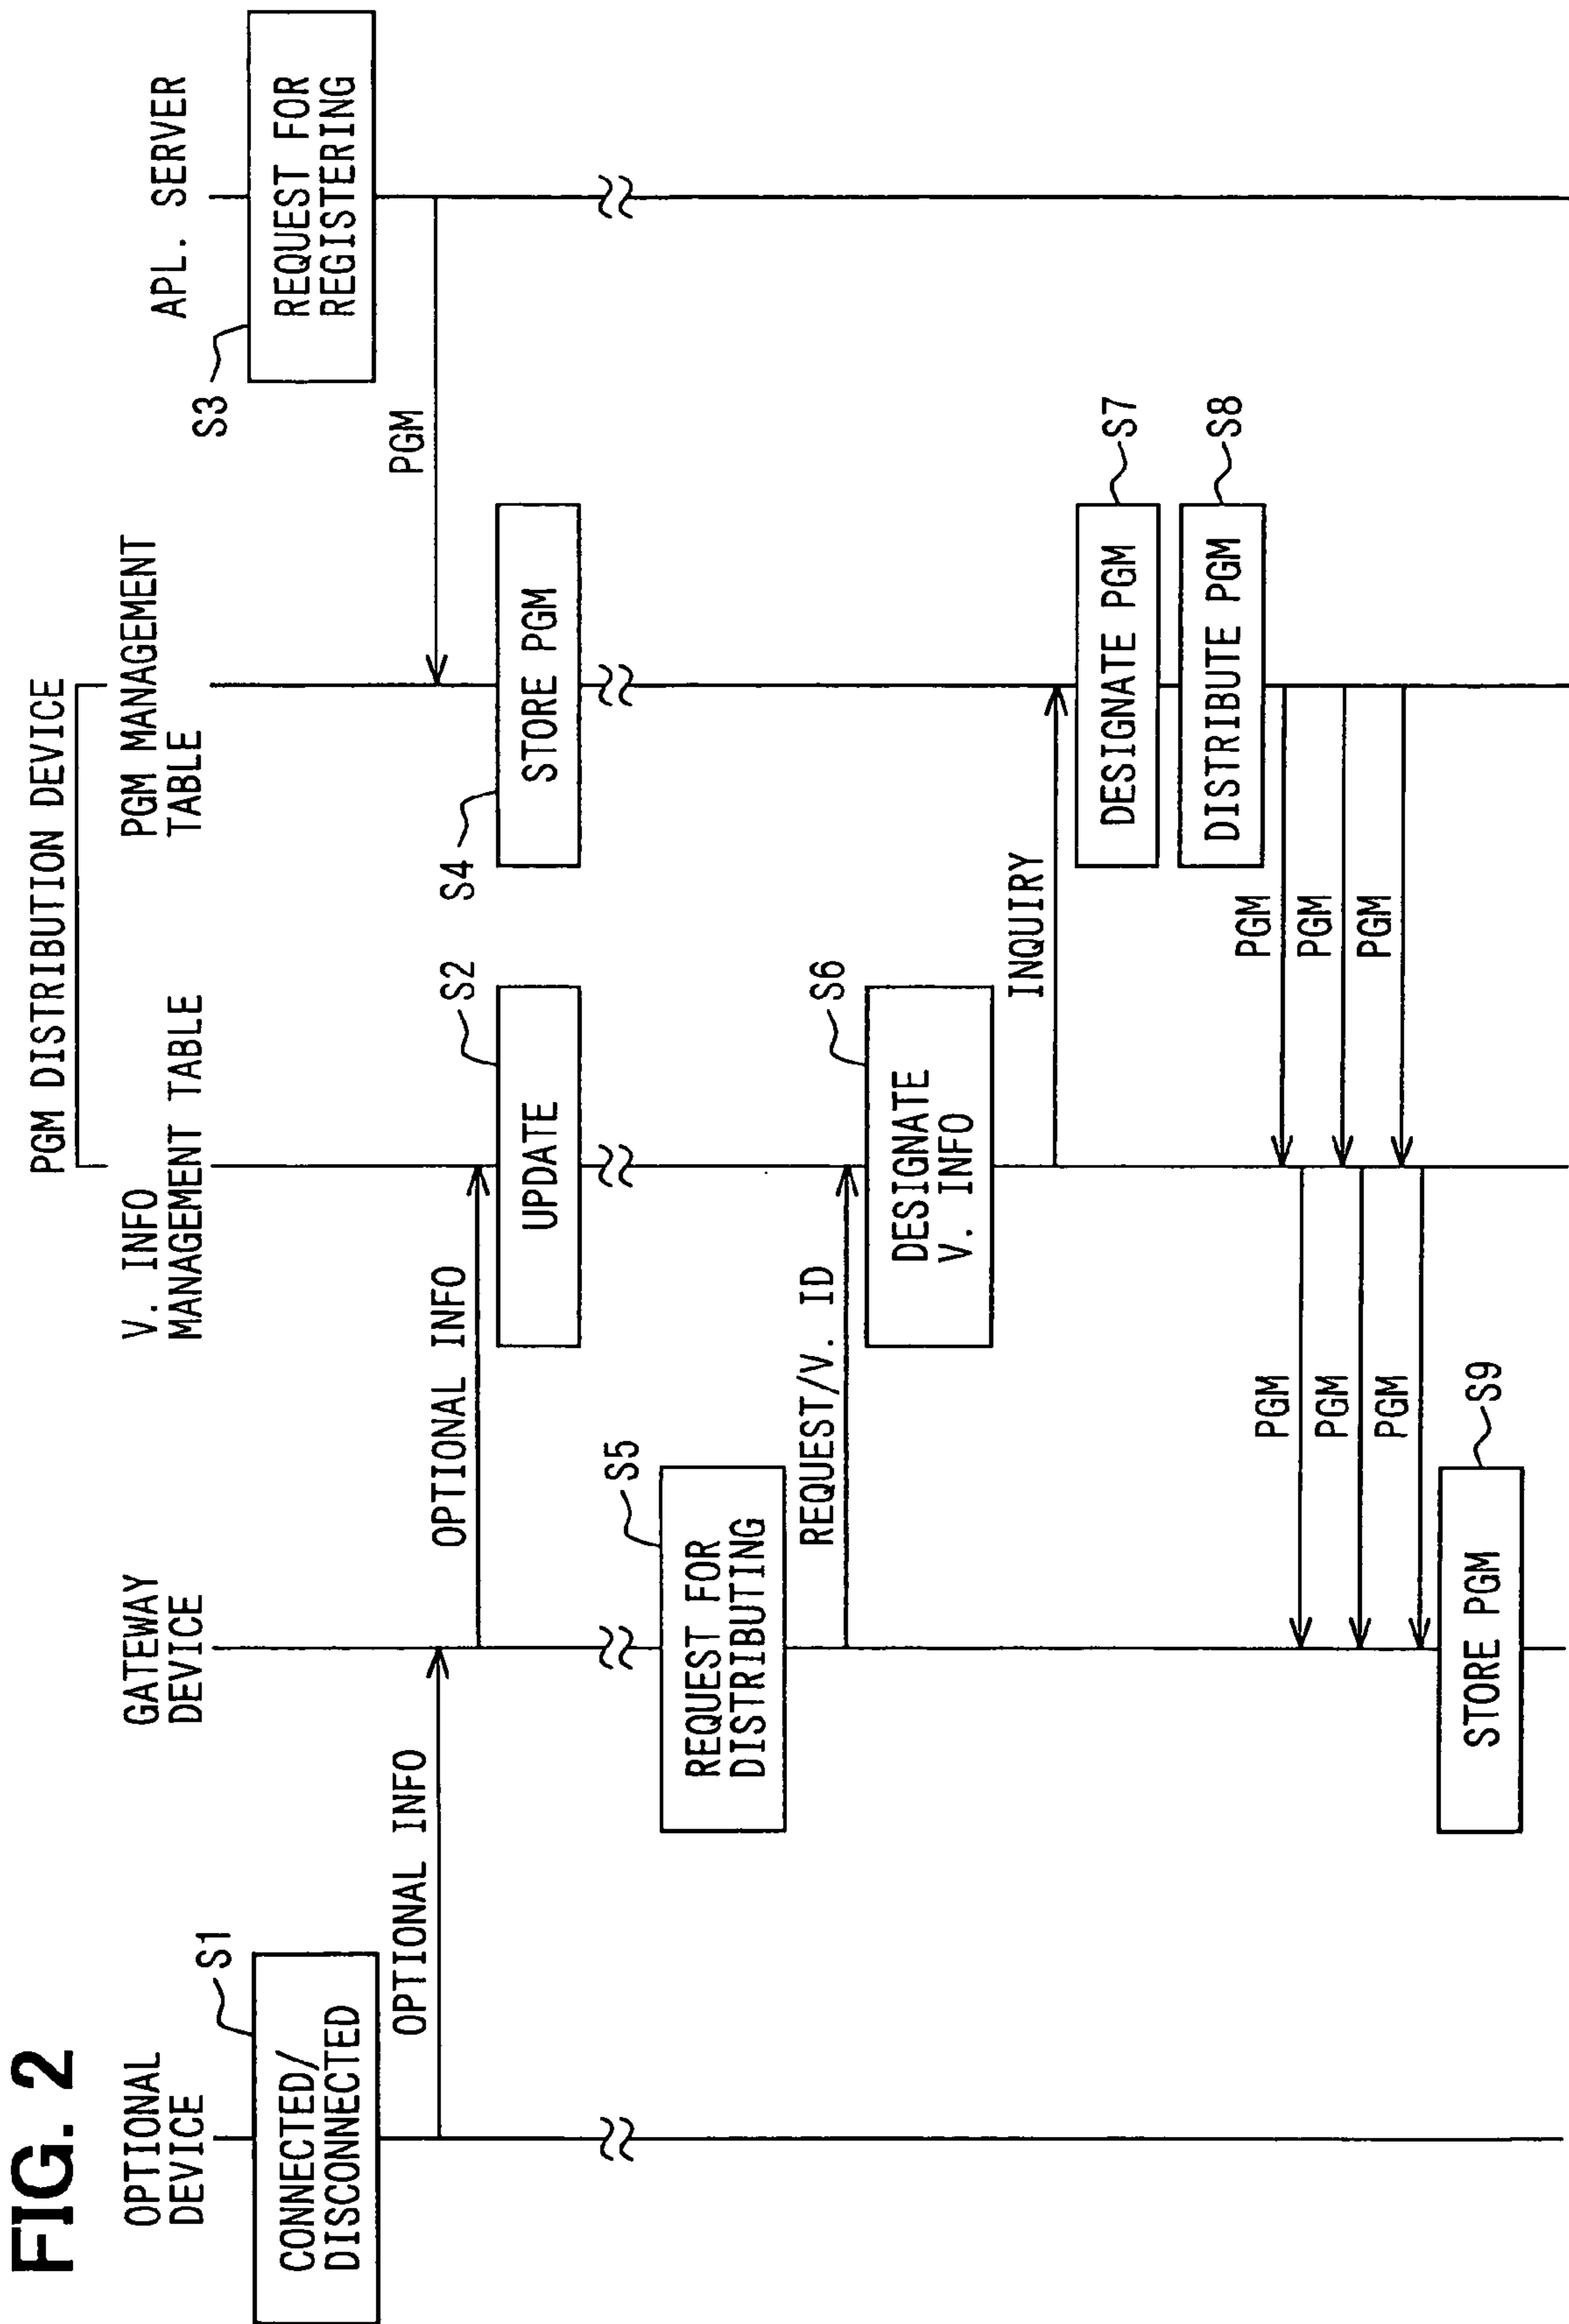 FIG. 2
PGM DISTRIBUTION DEVICE
OPTIONAL
DEVICE
GATEWAY
DEVICE
V. INFO
MANAGEMENT TABLE
PGM MANAGEMENT
TABLE
APL. SERVER
S1
CONNECTED/
DISCONNECTED
S3
REQUEST FOR
REGISTERING
OPTIONAL INFO
PGM
OPTIONAL INFO
S2
UPDATE
S4
STORE PGM
S5
REQUEST FOR
DISTRIBUTING
REQUEST/V. ID
S6
DESIGNATE
V. INFO
INQUIRY
DESIGNATE PGM
S7
DISTRIBUTE PGM
S8
PGM
PGM
PGM
PGM
PGM
PGM
STORE PGM
S9